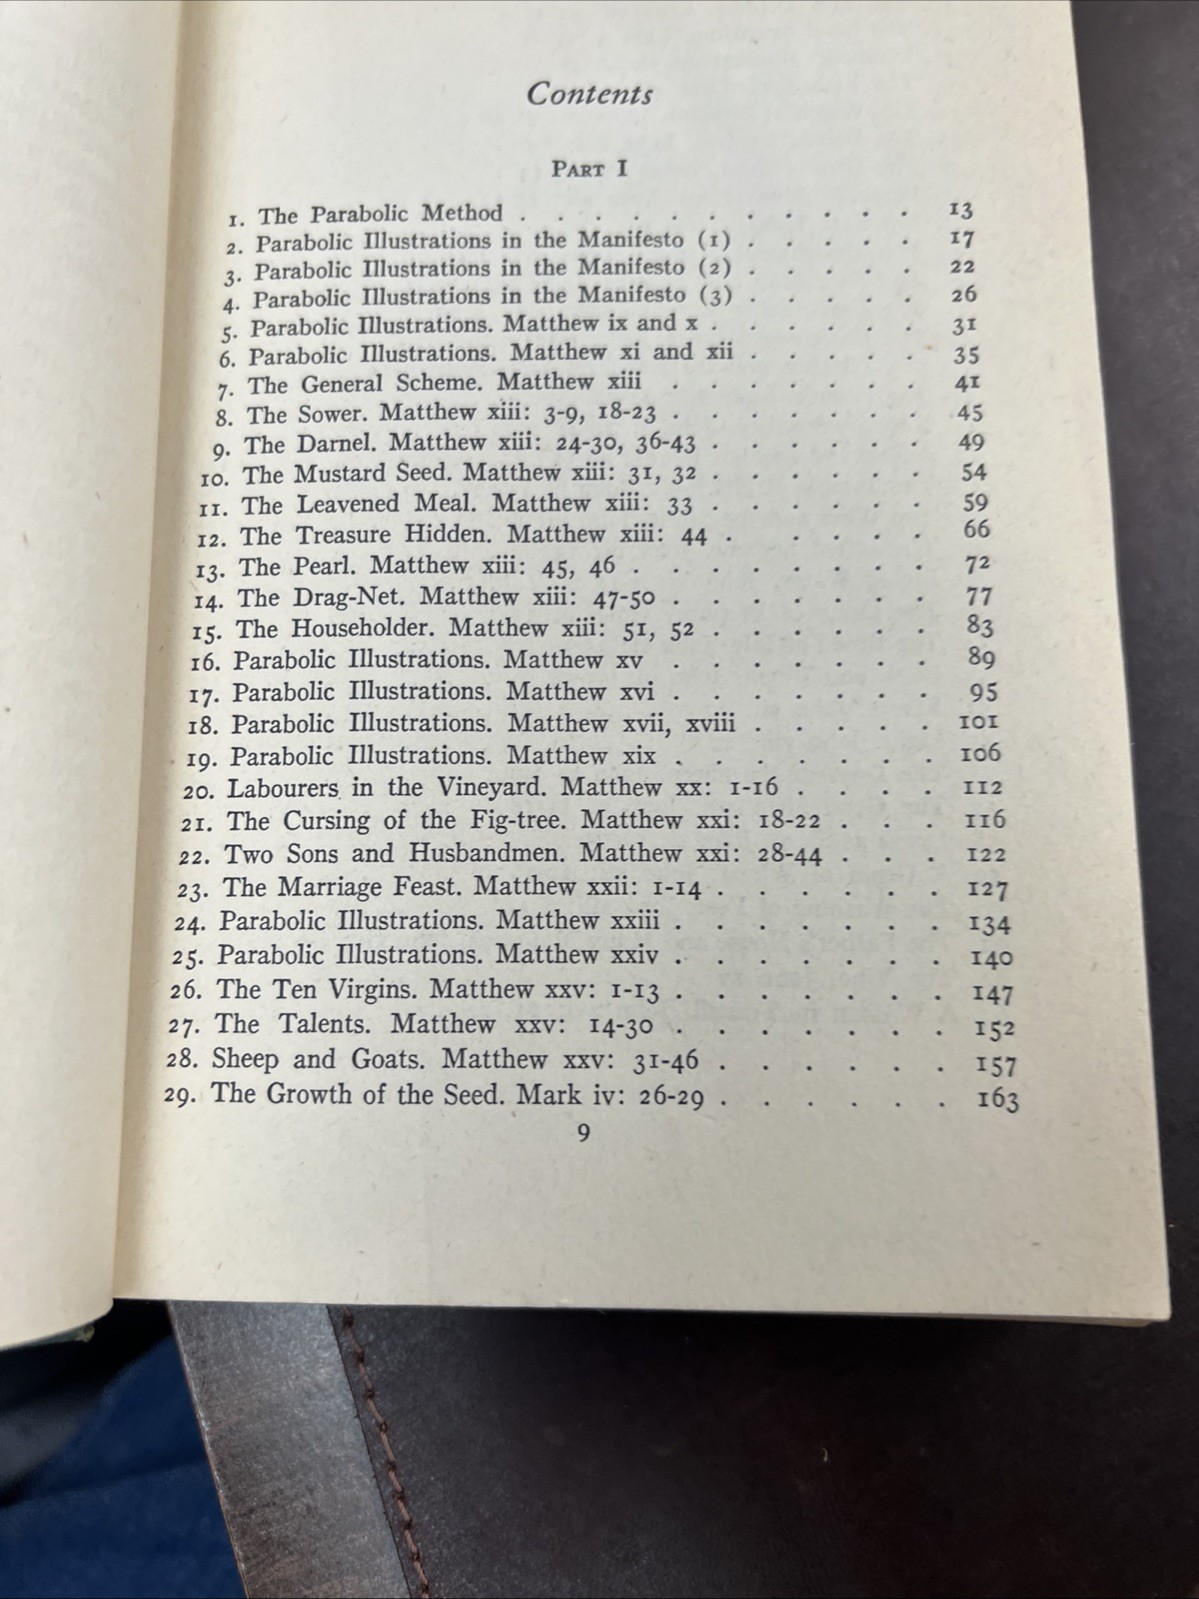 Contents
Part I
1. The Parabolic Method . . . . . . . . . . . 13
2. Parabolic Illustrations in the Manifesto (1) . . . . . 17
3. Parabolic Illustrations in the Manifesto (2) . . . . . 22
4. Parabolic Illustrations in the Manifesto (3) . . . . . 26
5. Parabolic Illustrations. Matthew ix and x . . . . . . 31
6. Parabolic Illustrations. Matthew xi and xii . . . . . 35
7. The General Scheme. Matthew xiii . . . . . . . 41
8. The Sower. Matthew xiii: 3-9, 18-23 . . . . . . . 45
9. The Darnel. Matthew xiii: 24-30, 36-43 . . . . . . 49
10. The Mustard Seed. Matthew xiii: 31, 32 . . . . . . 54
11. The Leavened Meal. Matthew xiii: 33 . . . . . . 59
12. The Treasure Hidden. Matthew xiii: 44 . . . . . 66
13. The Pearl. Matthew xiii: 45, 46 . . . . . . . . 72
14. The Drag-Net. Matthew xiii: 47-50 . . . . . . . 77
15. The Householder. Matthew xiii: 51, 52 . . . . . . 83
16. Parabolic Illustrations. Matthew xv . . . . . . . 89
17. Parabolic Illustrations. Matthew xvi . . . . . . . 95
18. Parabolic Illustrations. Matthew xvii, xviii . . . . . 101
19. Parabolic Illustrations. Matthew xix . . . . . . . 106
20. Labourers in the Vineyard. Matthew xx: 1-16 . . . . 112
21. The Cursing of the Fig-tree. Matthew xxi: 18-22 . . . 116
22. Two Sons and Husbandmen. Matthew xxi: 28-44 . . . 122
23. The Marriage Feast. Matthew xxii: 1-14 . . . . . . 127
24. Parabolic Illustrations. Matthew xxiii . . . . . . . 134
25. Parabolic Illustrations. Matthew xxiv . . . . . . . 140
26. The Ten Virgins. Matthew xxv: 1-13 . . . . . . . 147
27. The Talents. Matthew xxv: 14-30 . . . . . . . 152
28. Sheep and Goats. Matthew xxv: 31-46 . . . . . . 157
29. The Growth of the Seed. Mark iv: 26-29 . . . . . . 163
9